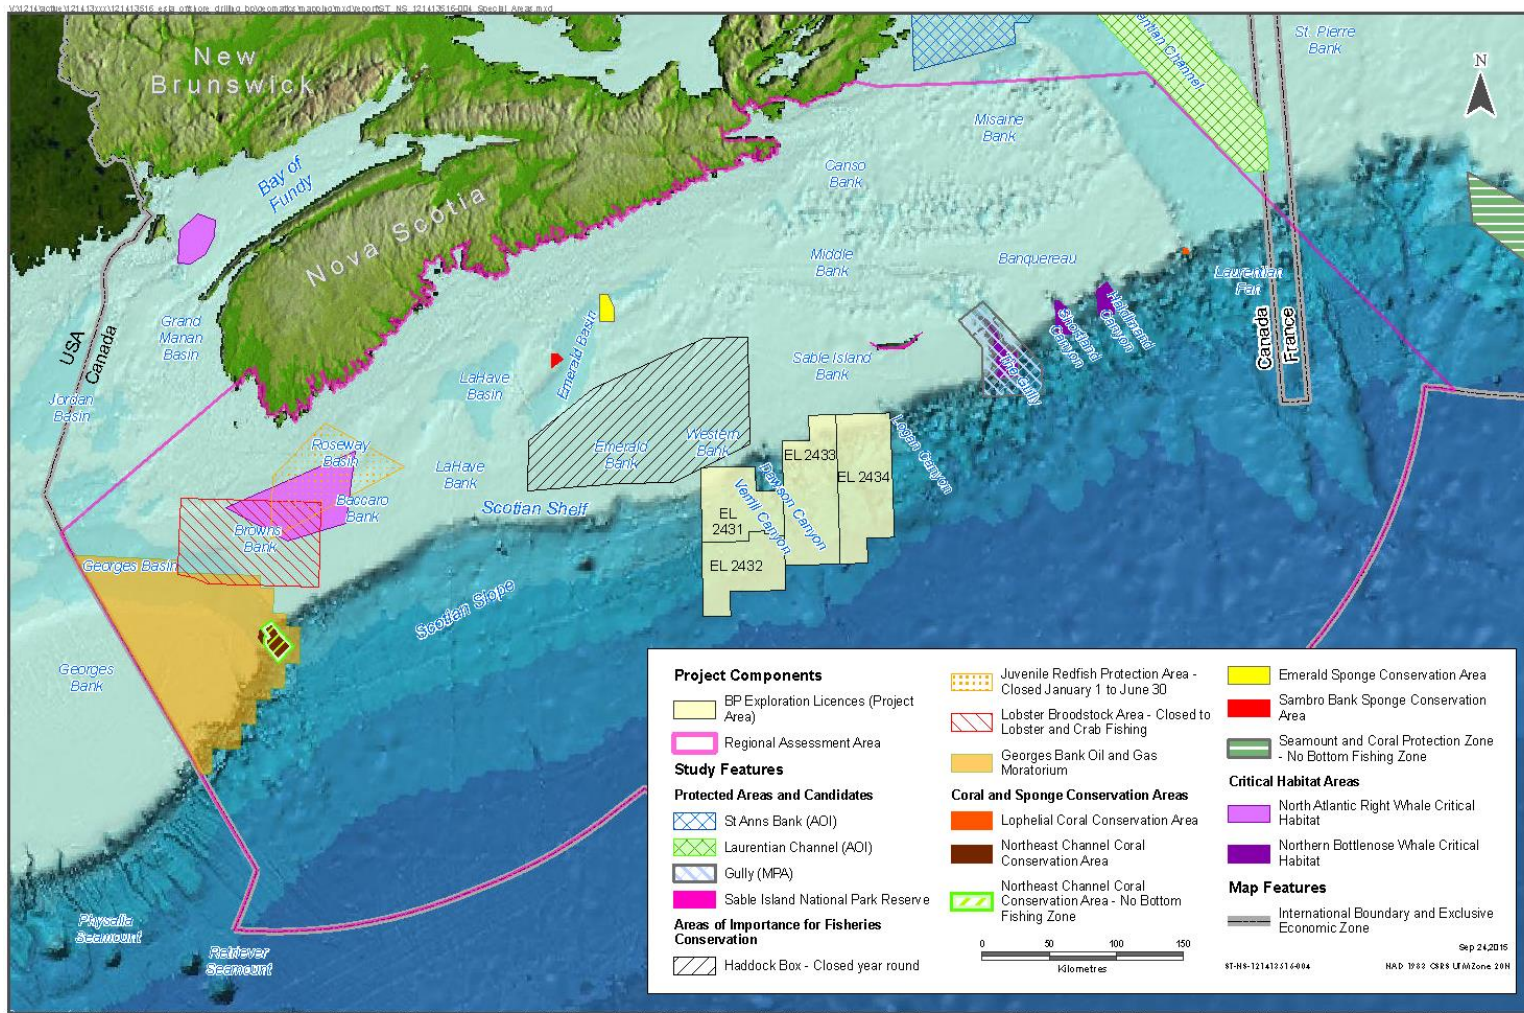 New
Brunswick
Bay of
Fundy
Nova Scotia
St. Pierre
Bank
N
Misaine
Bank
Canso
Bank
Middle
Bank
Banquereau
Laurentian
Fan
Haldimand
Canyon
Shortland
Canyon
The Gully
Sable Island
Bank
Logan Canyon
USA
Canada
Canada
France
Grand
Manan
Basin
Jordan
Basin
Emerald Basin
LaHave
Basin
Roseway
Basin
Baccaro
Bank
LaHave
Bank
Emerald
Bank
Western
Bank
Browns
Bank
Georges Basin
Georges
Bank
Scotian Shelf
Scotian Slope
Dawson Canyon
Verrill Canyon
EL 2433
EL 2434
EL
2431
EL 2432
Physalia
Seamount
Retriever
Seamount
Project Components
BP Exploration Licences (Project
Area)
Regional Assessment Area
Study Features
Protected Areas and Candidates
St Anns Bank (AOI)
Laurentian Channel (AOI)
Gully (MPA)
Sable Island National Park Reserve
Areas of Importance for Fisheries
Conservation
Haddock Box - Closed year round
Juvenile Redfish Protection Area -
Closed January 1 to June 30
Lobster Broodstock Area - Closed to
Lobster and Crab Fishing
Georges Bank Oil and Gas
Moratorium
Coral and Sponge Conservation Areas
Lophelial Coral Conservation Area
Northeast Channel Coral
Conservation Area
Northeast Channel Coral
Conservation Area - No Bottom
Fishing Zone
0 50 100 150
Kilometres
Emerald Sponge Conservation Area
Sambro Bank Sponge Conservation
Area
Seamount and Coral Protection Zone
- No Bottom Fishing Zone
Critical Habitat Areas
North Atlantic Right Whale Critical
Habitat
Northern Bottlenose Whale Critical
Habitat
Map Features
International Boundary and Exclusive
Economic Zone
Sep 24,2015
ST-NS-121413516-004
NAD 1983 CSRS UTM Zone 20N